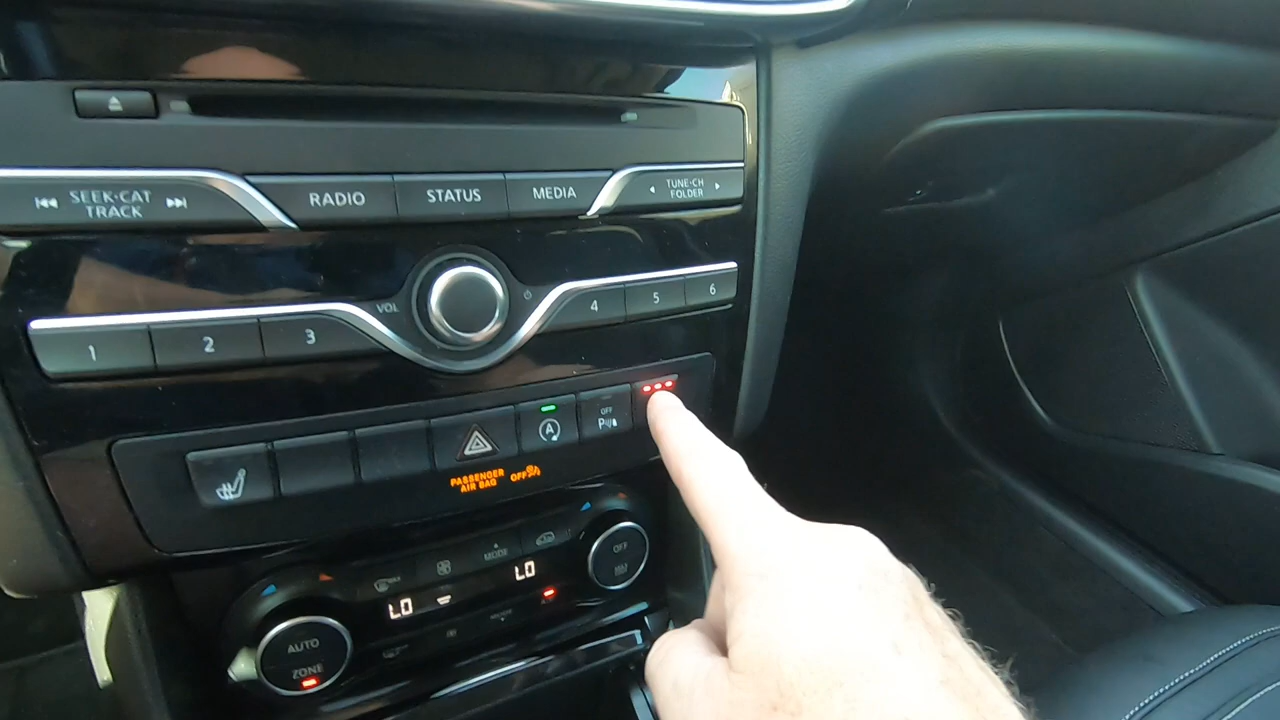 SEEK·CAT
TRACK
RADIO
STATUS
MEDIA
TUNE·CH
FOLDER
VOL
1
2
3
4
5
6
A
OFF
P
PASSENGER
AIR BAG
OFF
MODE
OFF
LO
LO
AUTO
ZONE